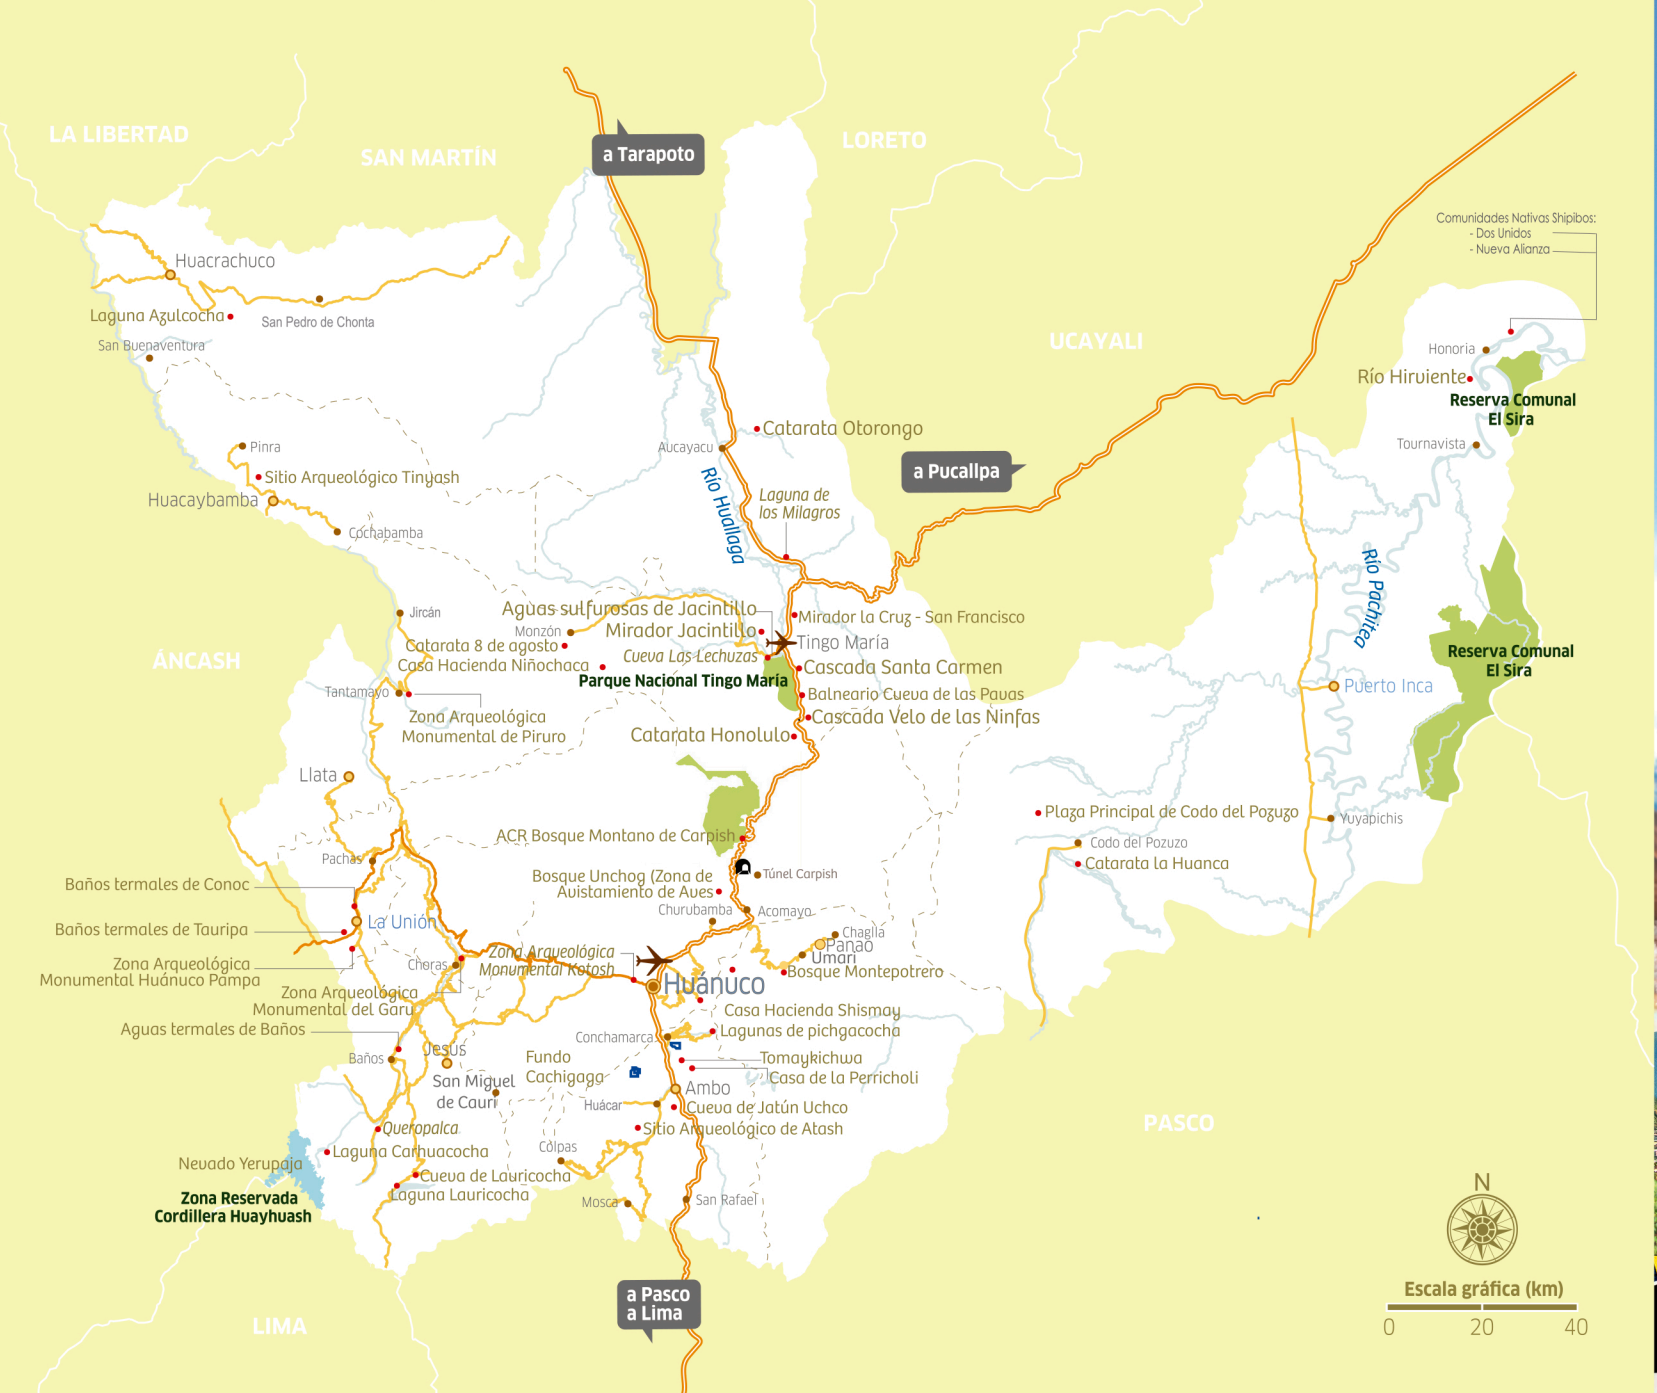 LA LIBERTAD
SAN MARTÍN
LORETO
a Tarapoto
Comunidades Nativas Shipibos:
- Dos Unidos
- Nueva Alianza
Huacrachuco
Laguna Azulcocha
San Pedro de Chonta
San Buenaventura
UCAYALI
Honoria
Río Hirviente
Reserva Comunal
El Sira
Tournavista
Catarata Otorongo
Aucayacu
a Pucallpa
Pinra
Sitio Arqueológico Tinyash
Huacaybamba
Cochabamba
Río Huallaga
Laguna de
los Milagros
Río Pachitea
Jircán
Aguas sulfurosas de Jacintillo
Mirador la Cruz - San Francisco
Monzón
Mirador Jacintillo
Tingo María
Catarata 8 de agosto
Cueva Las Lechuzas
Casa Hacienda Niñochaca
Cascada Santa Carmen
Parque Nacional Tingo María
Reserva Comunal
El Sira
ÁNCASH
Tantamayo
Balneario Cueva de las Pavas
Puerto Inca
Zona Arqueológica
Monumental de Piruro
Cascada Velo de las Ninfas
Catarata Honolulo
Llata
Plaza Principal de Codo del Pozuzo
Yuyapichis
ACR Bosque Montano de Carpish
Codo del Pozuzo
Pachas
Catarata la Huanca
Túnel Carpish
Bosque Unchog (Zona de
Avistamiento de Aves
Baños termales de Conoc
Churubamba
Acomayo
La Unión
Baños termales de Tauripa
Chaglla
Panao
Umari
Zona Arqueológica
Monumental Huánuco Pampa
Choras
Zona Arqueológica
Monumental Kotosh
Bosque Montepotrero
Huánuco
Zona Arqueológica
Monumental del Garu
Casa Hacienda Shismay
Aguas termales de Baños
Lagunas de pichgacocha
Conchamarca
Jesús
Baños
Fundo
Cachigaga
Tomaykichwa
Casa de la Perricholi
San Miguel
de Cauri
Ambo
Huácar
Cueva de Jatún Uchco
Queropalca
Sitio Arqueológico de Atash
PASCO
Laguna Carhuacocha
Colpas
Nevado Yerupaja
Cueva de Lauricocha
Laguna Lauricocha
Zona Reservada
Cordillera Huayhuash
Mosca
San Rafael
N
a Pasco
a Lima
Escala gráfica (km)
0 20 40
LIMA